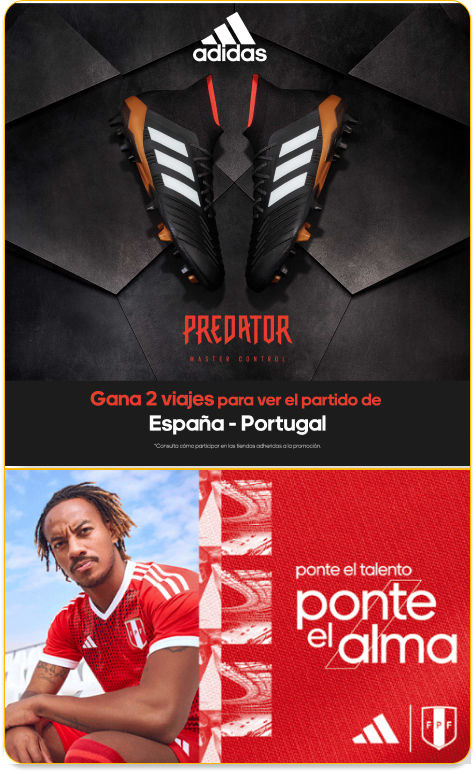 adidas
PREDATOR
MASTER CONTROL
Gana 2 viajes para ver el partido de
España - Portugal
*Consulta cómo participar en las tiendas adheridas a la promoción.
ponte el talento
ponte
el alma
FPF